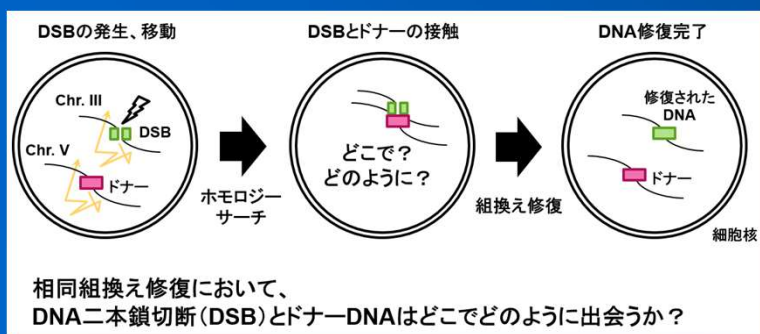 DSBの発生、移動
Chr. III
DSB
Chr. V
ドナー
ホモロジー
サーチ
DSBとドナーの接触
どこで？
どのように？
組換え修復
DNA修復完了
修復された
DNA
ドナー
細胞核
相同組換え修復において、
DNA二本鎖切断（DSB）とドナーDNAはどこでどのように出会うか？